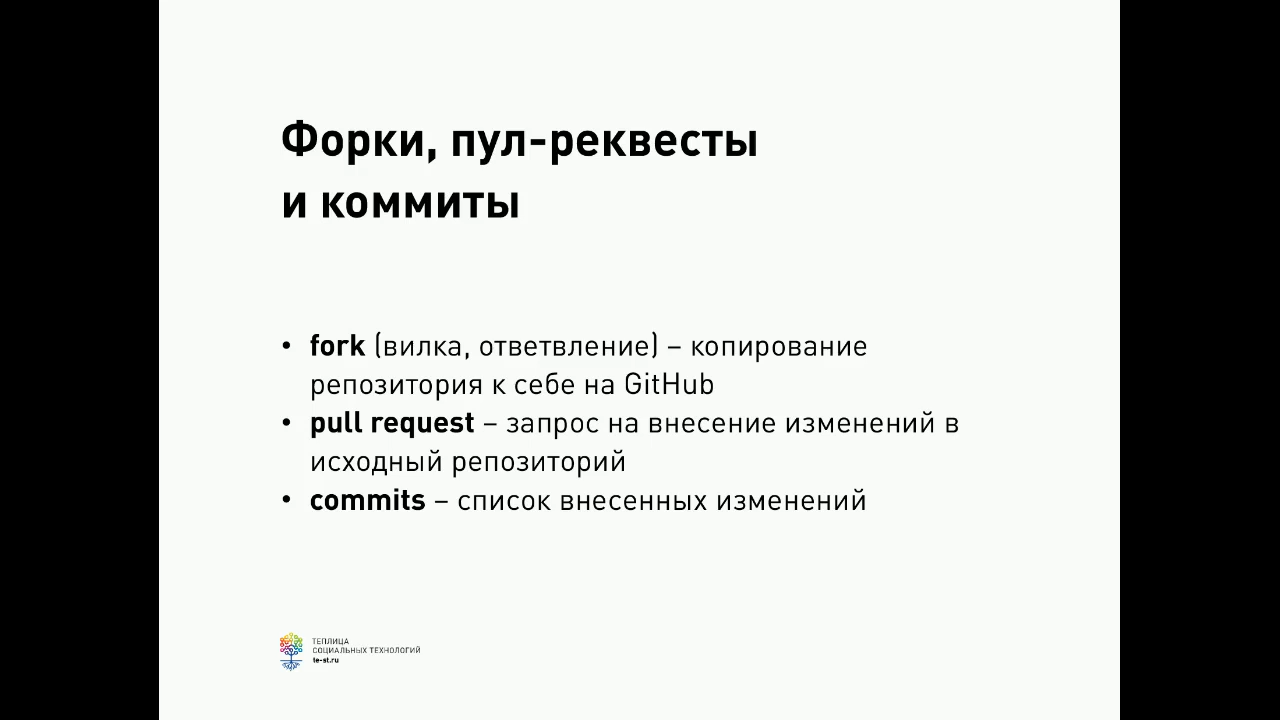 Форки, пул-реквесты
и коммиты
• fork (вилка, ответвление) – копирование
репозитория к себе на GitHub
• pull request – запрос на внесение изменений в
исходный репозиторий
• commits – список внесенных изменений
ТЕПЛИЦА
СОЦИАЛЬНЫХ ТЕХНОЛОГИЙ
te-st.ru